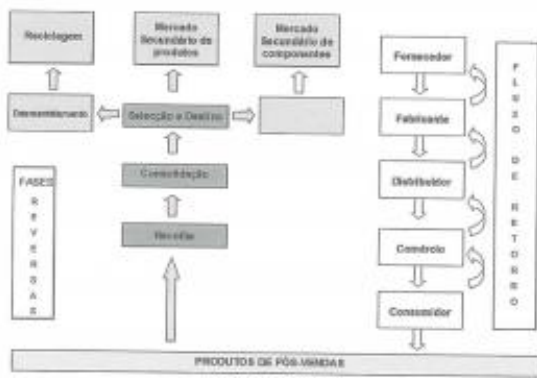 Reciclagem
Mercado
Secundário de
produtos
Mercado
Secundário de
componentes
Desmantelamento
Selecção e Destino
Consolidação
Recolha
FASES
R
E
V
E
R
S
A
S
Fornecedor
Fabricante
Distribuidor
Comércio
Consumidor
F
L
U
X
O
D
E
R
E
T
O
R
N
O
PRODUTOS DE PÓS-VENDAS